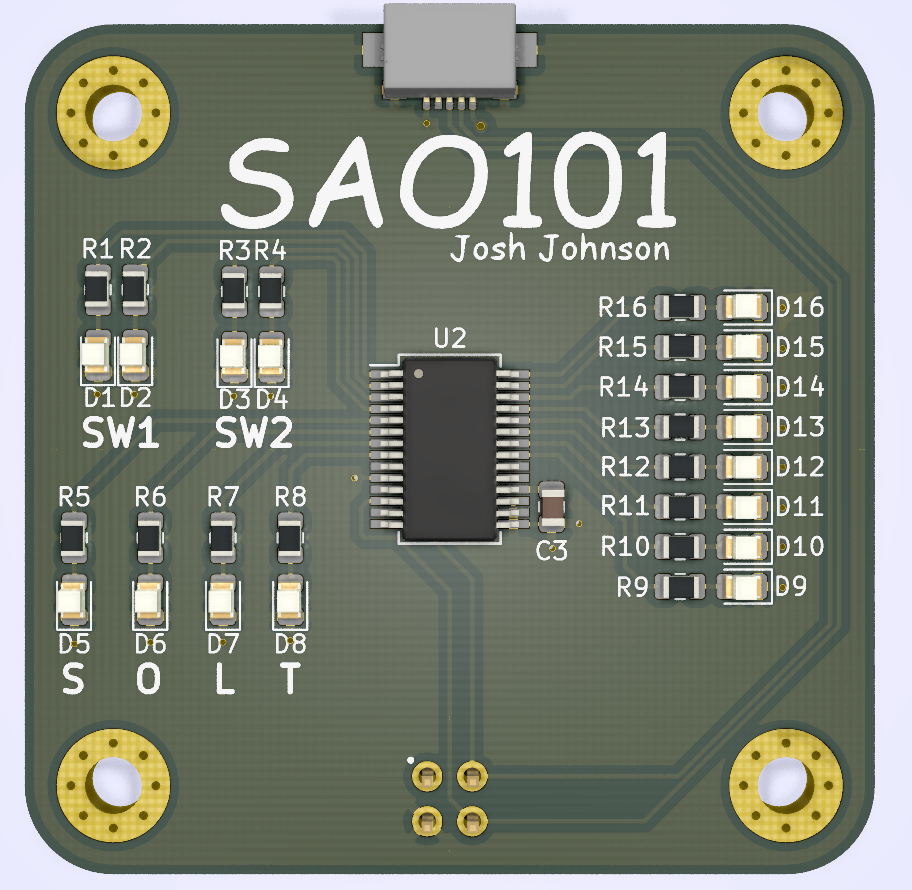 SAO101
Josh Johnson
R1 R2 R3 R4
U2
R16 D16
R15 D15
R14 D14
R13 D13
R12 D12
R11 D11
R10 D10
R9 D9
D1 D2 D3 D4
SW1 SW2
R5 R6 R7 R8
C3
D5 D6 D7 D8
S O L T